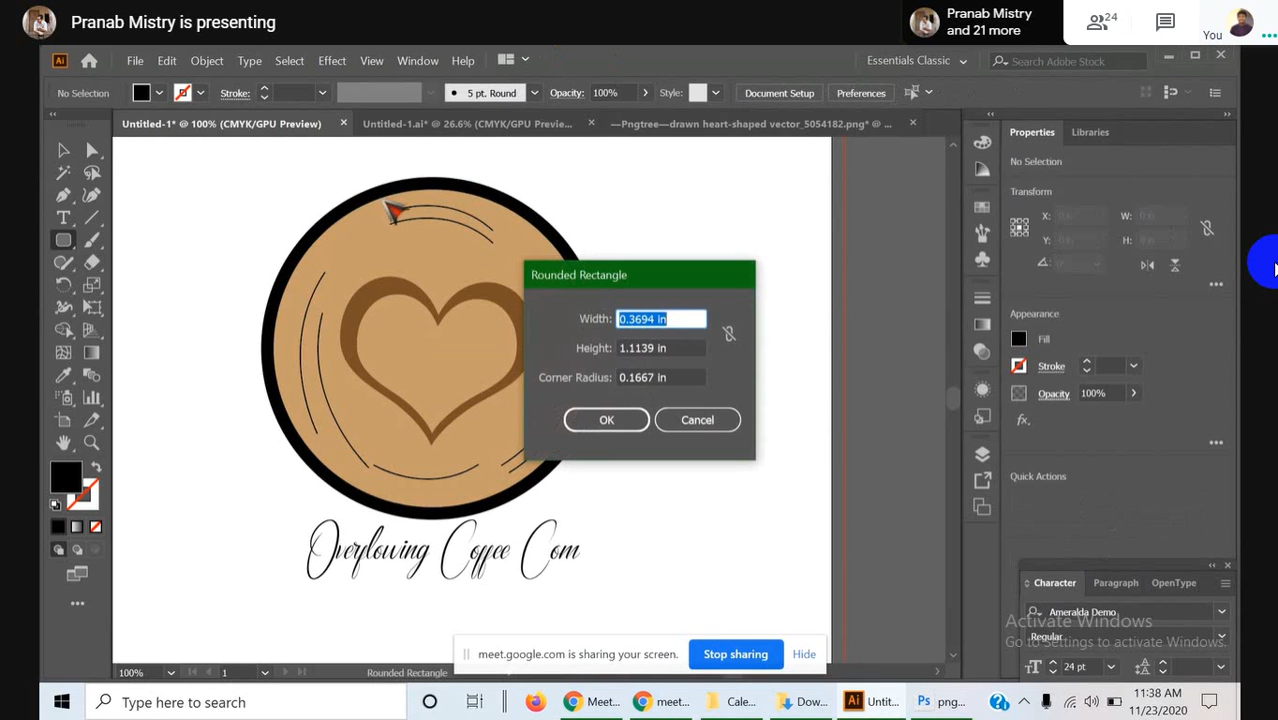 Pranab Mistry is presenting
Pranab Mistry
and 21 more
24
You
Ai
File Edit Object Type Select Effect View Window Help
Essentials Classic
Search Adobe Stock
No Selection
Stroke:
5 pt. Round
Opacity: 100%
Style:
Document Setup
Preferences
Untitled-1* @ 100% (CMYK/GPU Preview)
Untitled-1.ai* @ 26.6% (CMYK/GPU Previe...
—Pngtree—drawn heart-shaped vector_5054182.png* @ ...
Properties
Libraries
No Selection
Transform
X:
W:
Y:
H:
Appearance
Fill
Stroke
Opacity 100%
fx.
Quick Actions
Rounded Rectangle
Width: 0.3694 in
Height: 1.1139 in
Corner Radius: 0.1667 in
OK
Cancel
Overflowing Coffee Com
Character
Paragraph
OpenType
Ameralda Demo
Regular
24 pt
Activate Windows
Go to Settings to activate Windows.
meet.google.com is sharing your screen.
Stop sharing
Hide
100%
1
Rounded Rectangle
Type here to search
Meet...
meet...
Cale...
Dow...
Ai
Untit...
Ps
png...
11:38 AM
11/23/2020